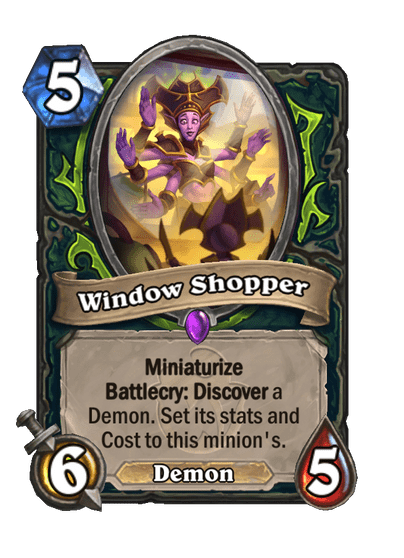 5
Window Shopper
Miniaturize
Battlecry: Discover a
Demon. Set its stats and
Cost to this minion's.
6
Demon
5